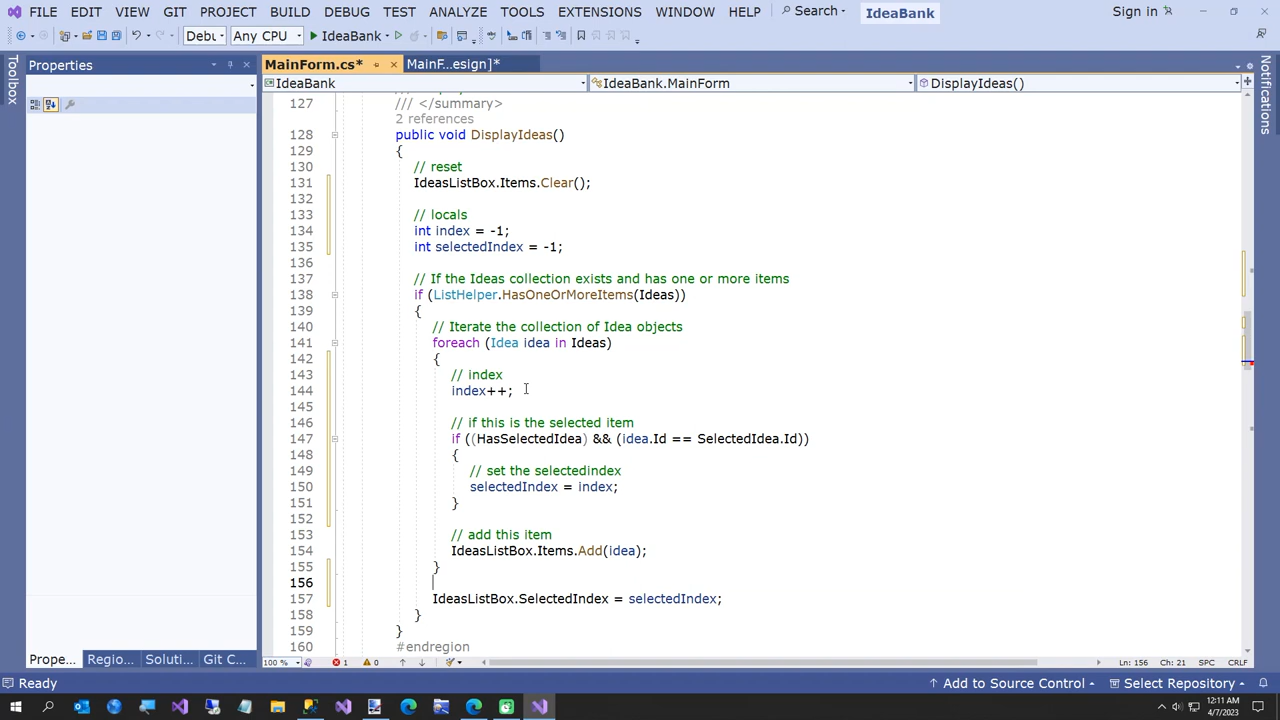 FILE EDIT VIEW GIT PROJECT BUILD DEBUG TEST ANALYZE TOOLS EXTENSIONS WINDOW HELP Search IdeaBank Sign in
Debu Any CPU IdeaBank
Toolbox
Properties
MainForm.cs* MainF...esign]*
IdeaBank IdeaBank.MainForm DisplayIdeas()
Notifications
127 /// </summary>
2 references
128 public void DisplayIdeas()
129 {
130 // reset
131 IdeasListBox.Items.Clear();
132
133 // locals
134 int index = -1;
135 int selectedIndex = -1;
136
137 // If the Ideas collection exists and has one or more items
138 if (ListHelper.HasOneOrMoreItems(Ideas))
139 {
140 // Iterate the collection of Idea objects
141 foreach (Idea idea in Ideas)
142 {
143 // index
144 index++;
145
146 // if this is the selected item
147 if ((HasSelectedIdea) && (idea.Id == SelectedIdea.Id))
148 {
149 // set the selectedindex
150 selectedIndex = index;
151 }
152
153 // add this item
154 IdeasListBox.Items.Add(idea);
155 }
156
157 IdeasListBox.SelectedIndex = selectedIndex;
158 }
159 }
160 #endregion
Prope... Regio... Soluti... Git C...
100 % 1 0 Ln: 156 Ch: 21 SPC CRLF
Ready Add to Source Control Select Repository
12:11 AM
4/7/2023